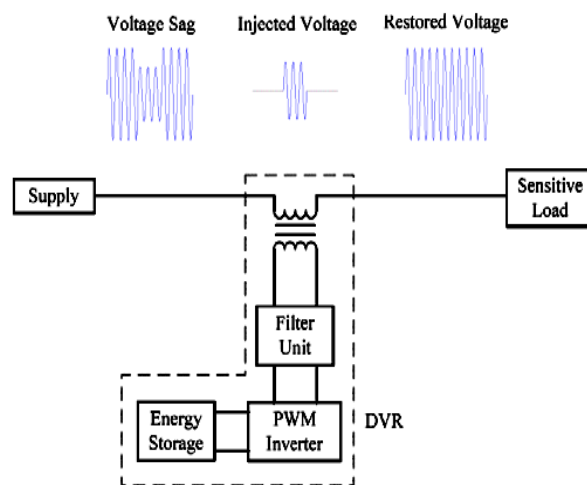 Voltage Sag
Injected Voltage
Restored Voltage
Supply
Sensitive
Load
Filter
Unit
Energy
Storage
PWM
Inverter
DVR